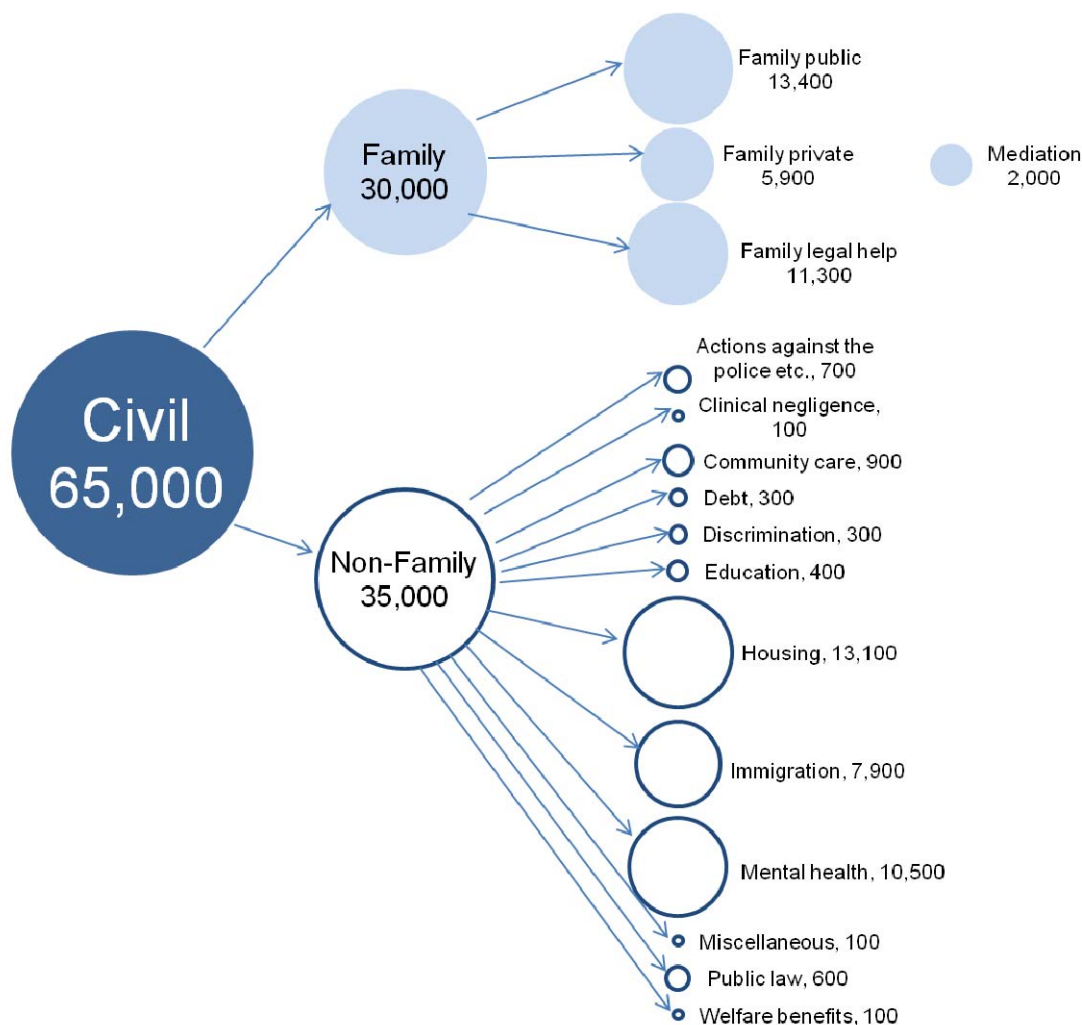 Civil
65,000
Family
30,000
Family public
13,400
Family private
5,900
Mediation
2,000
Family legal help
11,300
Non-Family
35,000
Actions against the
police etc., 700
Clinical negligence,
100
Community care, 900
Debt, 300
Discrimination, 300
Education, 400
Housing, 13,100
Immigration, 7,900
Mental health, 10,500
Miscellaneous, 100
Public law, 600
Welfare benefits, 100